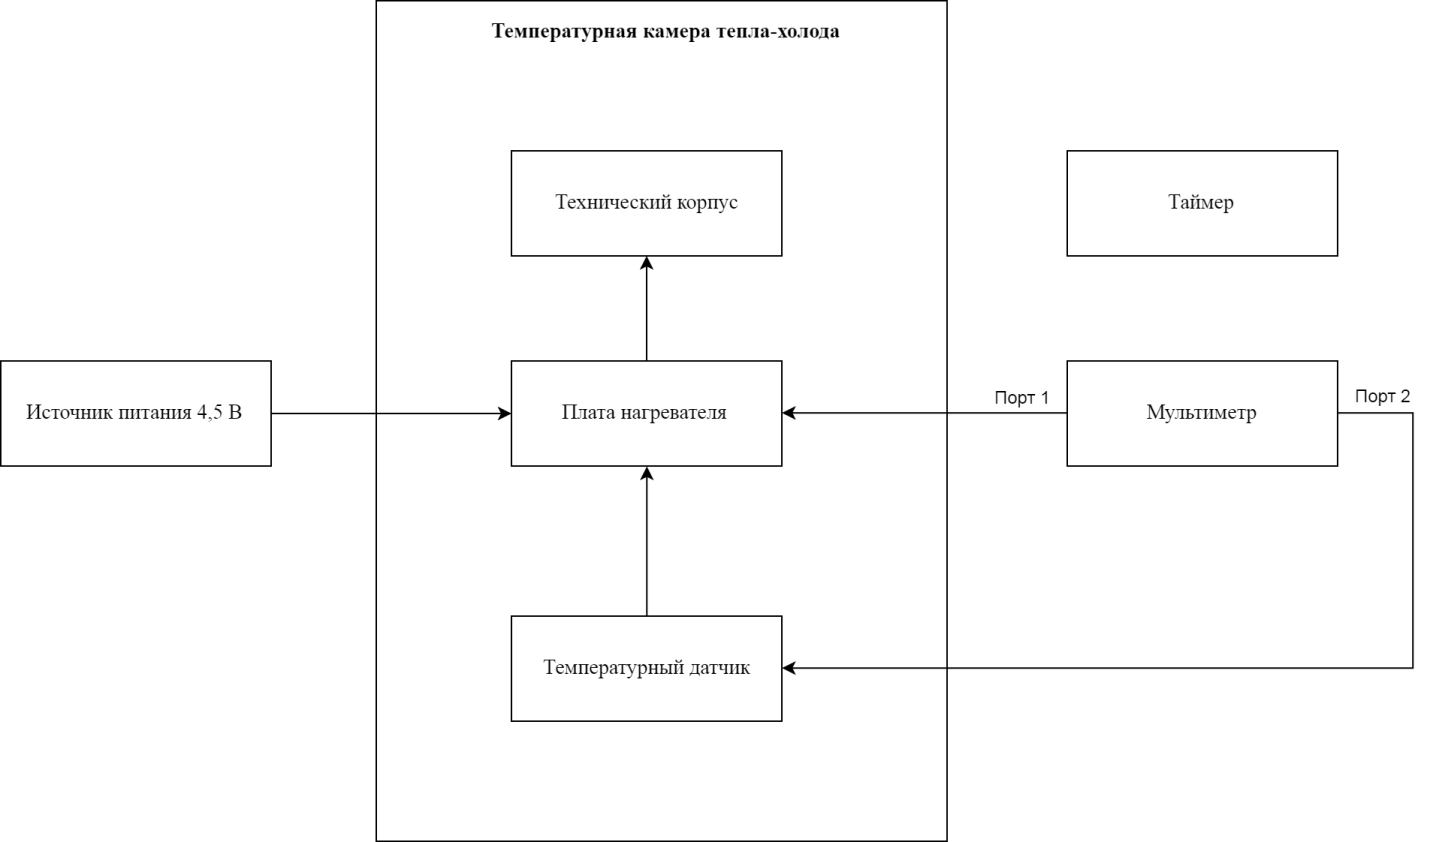 Температурная камера тепла-холода
Технический корпус
Таймер
Источник питания 4,5 В
Плата нагревателя
Порт 1
Мультиметр
Порт 2
Температурный датчик